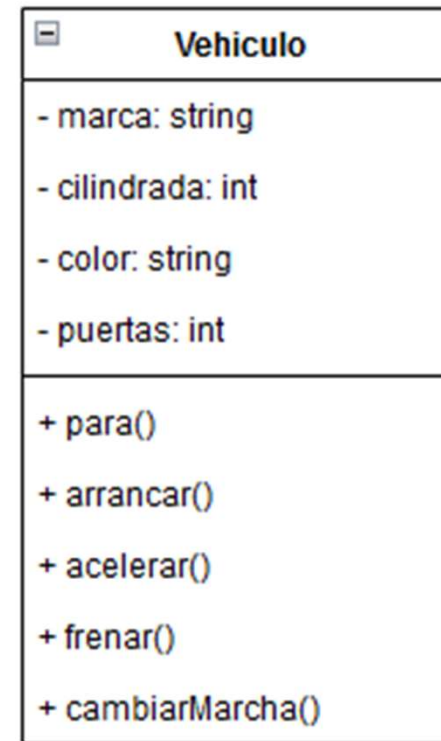 Vehiculo
- marca: string
- cilindrada: int
- color: string
- puertas: int
+ para()
+ arrancar()
+ acelerar()
+ frenar()
+ cambiarMarcha()